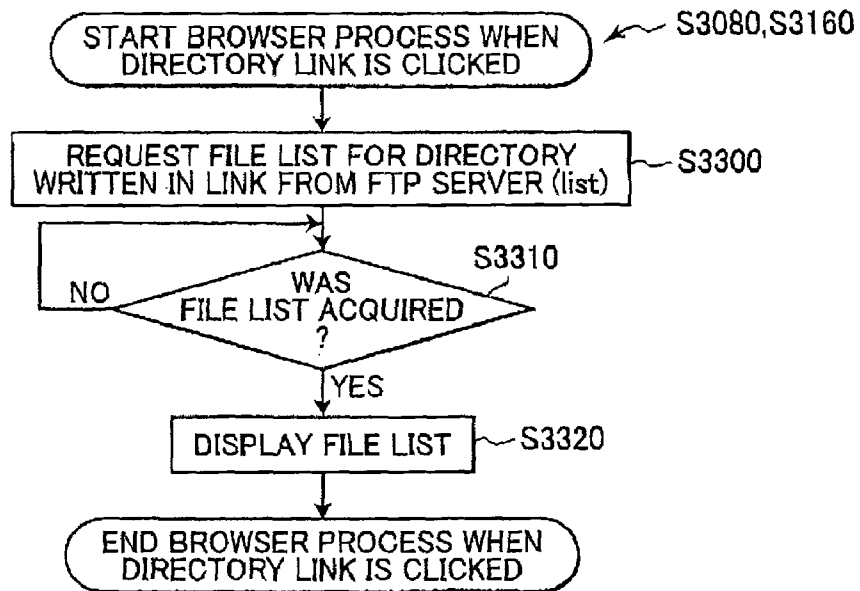 START BROWSER PROCESS WHEN
DIRECTORY LINK IS CLICKED
S3080,S3160
REQUEST FILE LIST FOR DIRECTORY
WRITTEN IN LINK FROM FTP SERVER (list)
S3300
WAS
FILE LIST ACQUIRED
?
S3310
NO
YES
DISPLAY FILE LIST
S3320
END BROWSER PROCESS WHEN
DIRECTORY LINK IS CLICKED